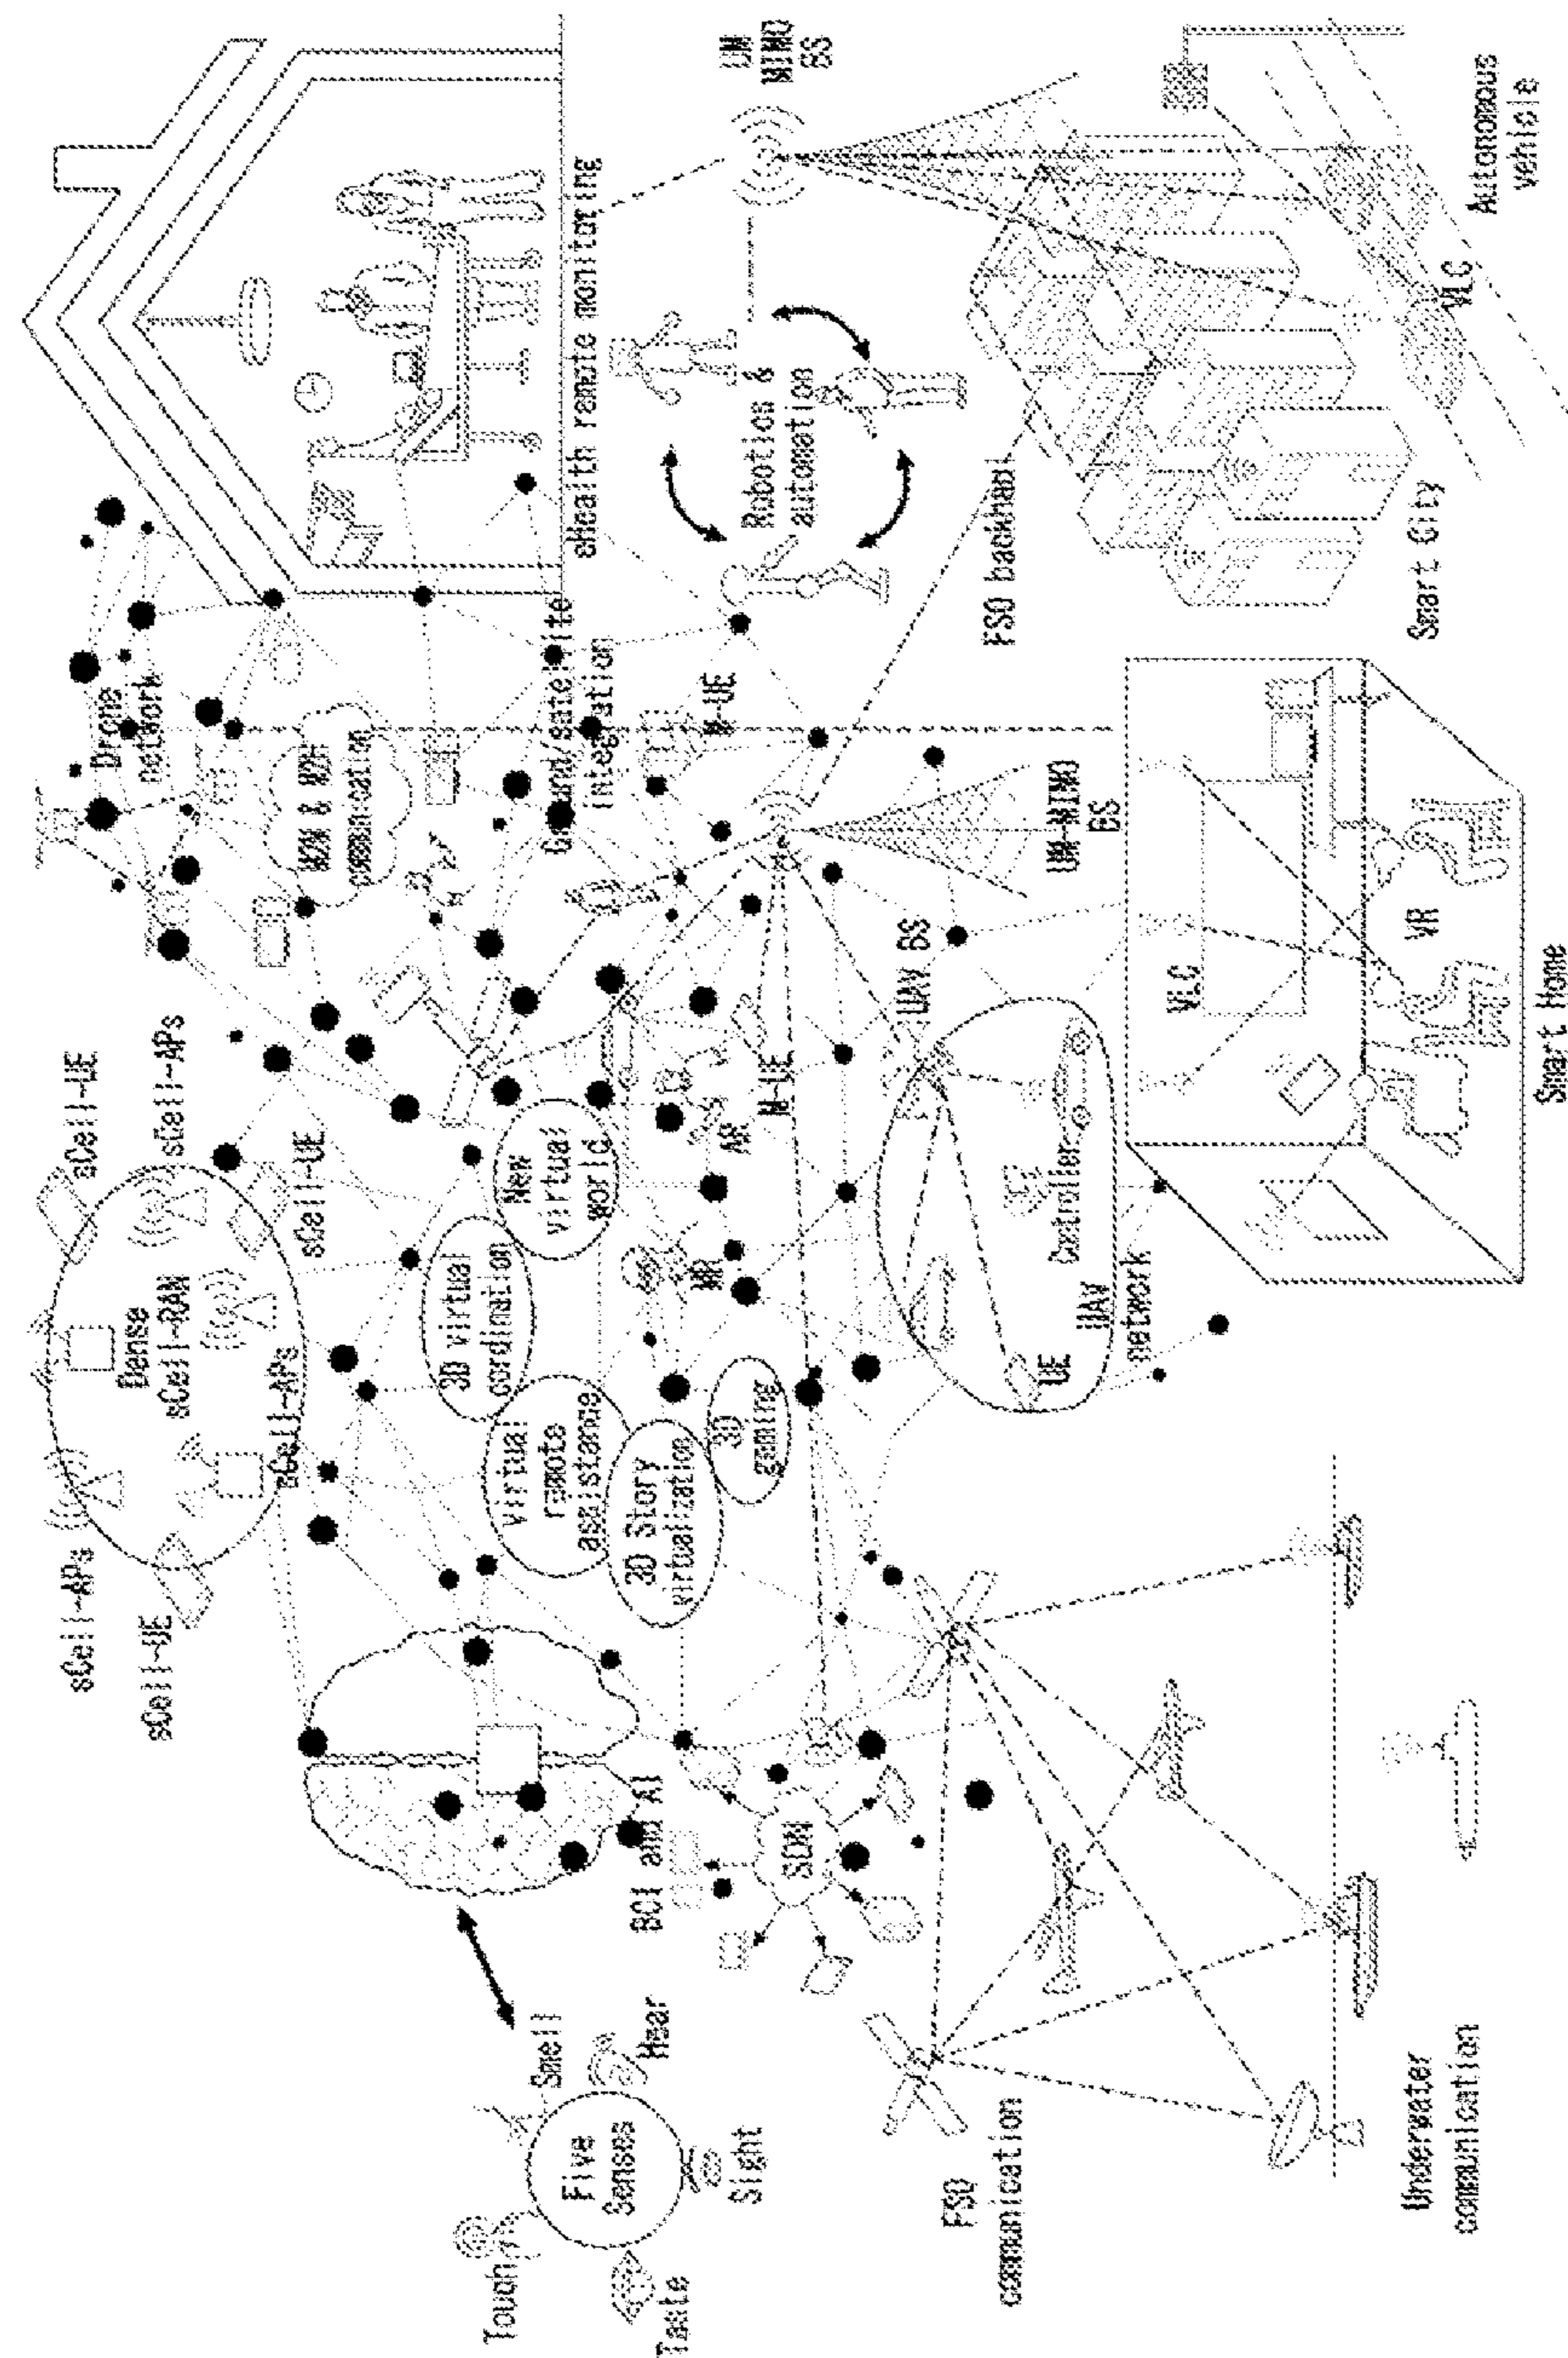 sCell-UE
sCell-APs
sCell-UE
sCell-APs
sCell-UE
Dense
sCell-RAN
sCell-APs
Drone
network
M2M & M2H
communication
Touch
Smell
Five
Senses
Hear
Taste
Sight
BCI and AI
3D virtual
cordination
New
virtual
world
Virtual
remote
assistance
3D Story
virtualization
3D
gaming
MR
AR
M-UE
Ground/satellite
integration
M-UE
eHealth remote monitoring
UM
MIMO
BS
Robotics &
automation
SDN
FSO
communication
UAV BS
Controller
UE
UAV
network
UM-MIMO
BS
FSO backhaul
Underwater
communication
VLC
VR
Smart Home
Smart City
VLC
Autonomous
vehicle